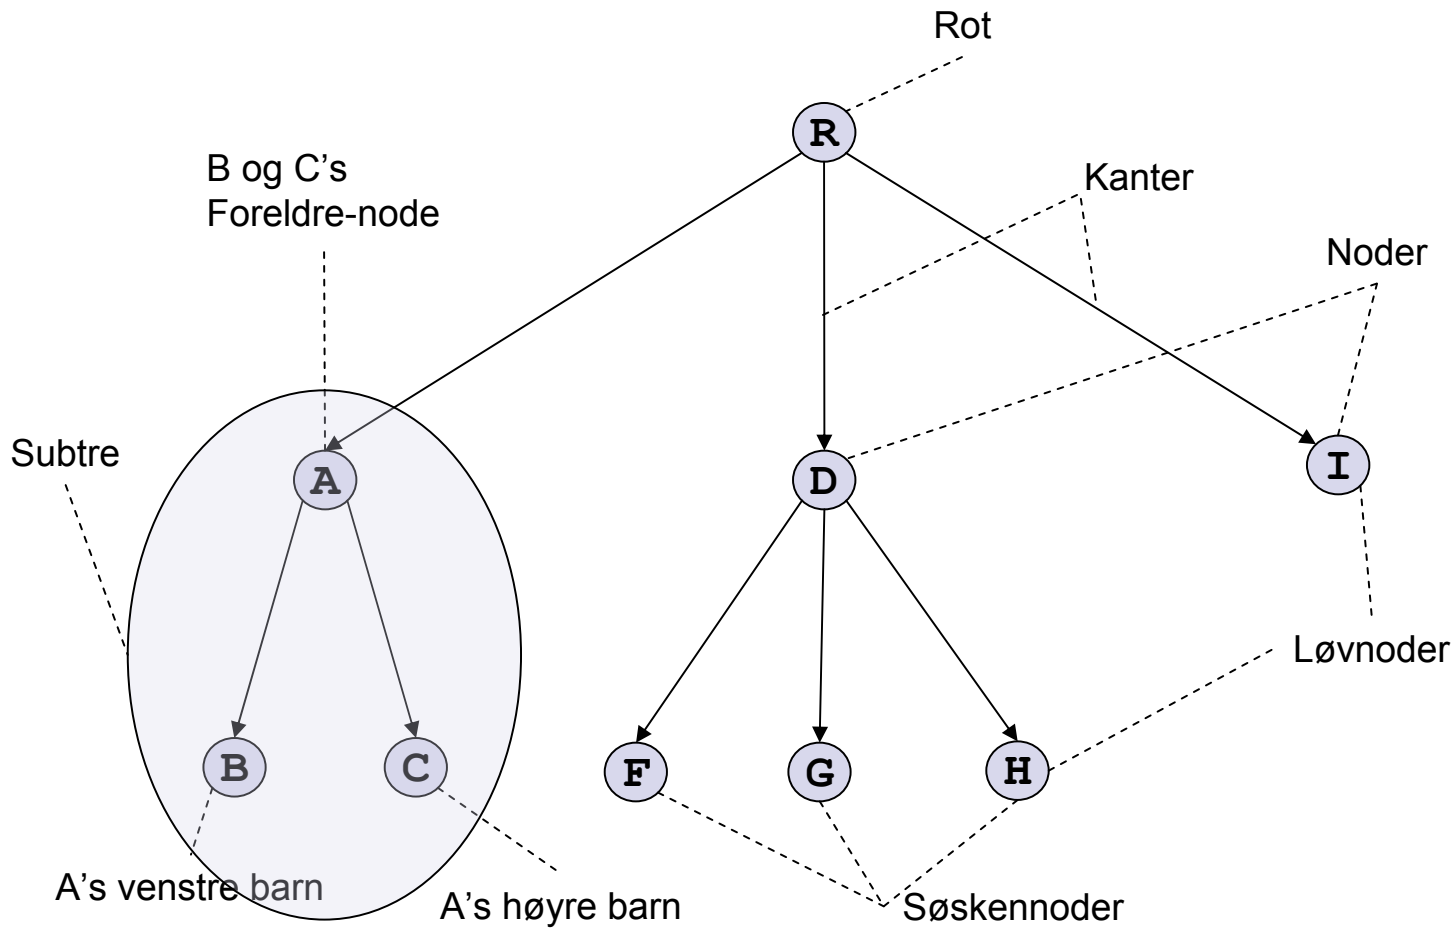 Rot
R
B og C's
Foreldre-node
Kanter
Noder
Subtre
A
D
I
Løvnoder
B
C
F
G
H
A's venstre barn
A's høyre barn
Søskennoder